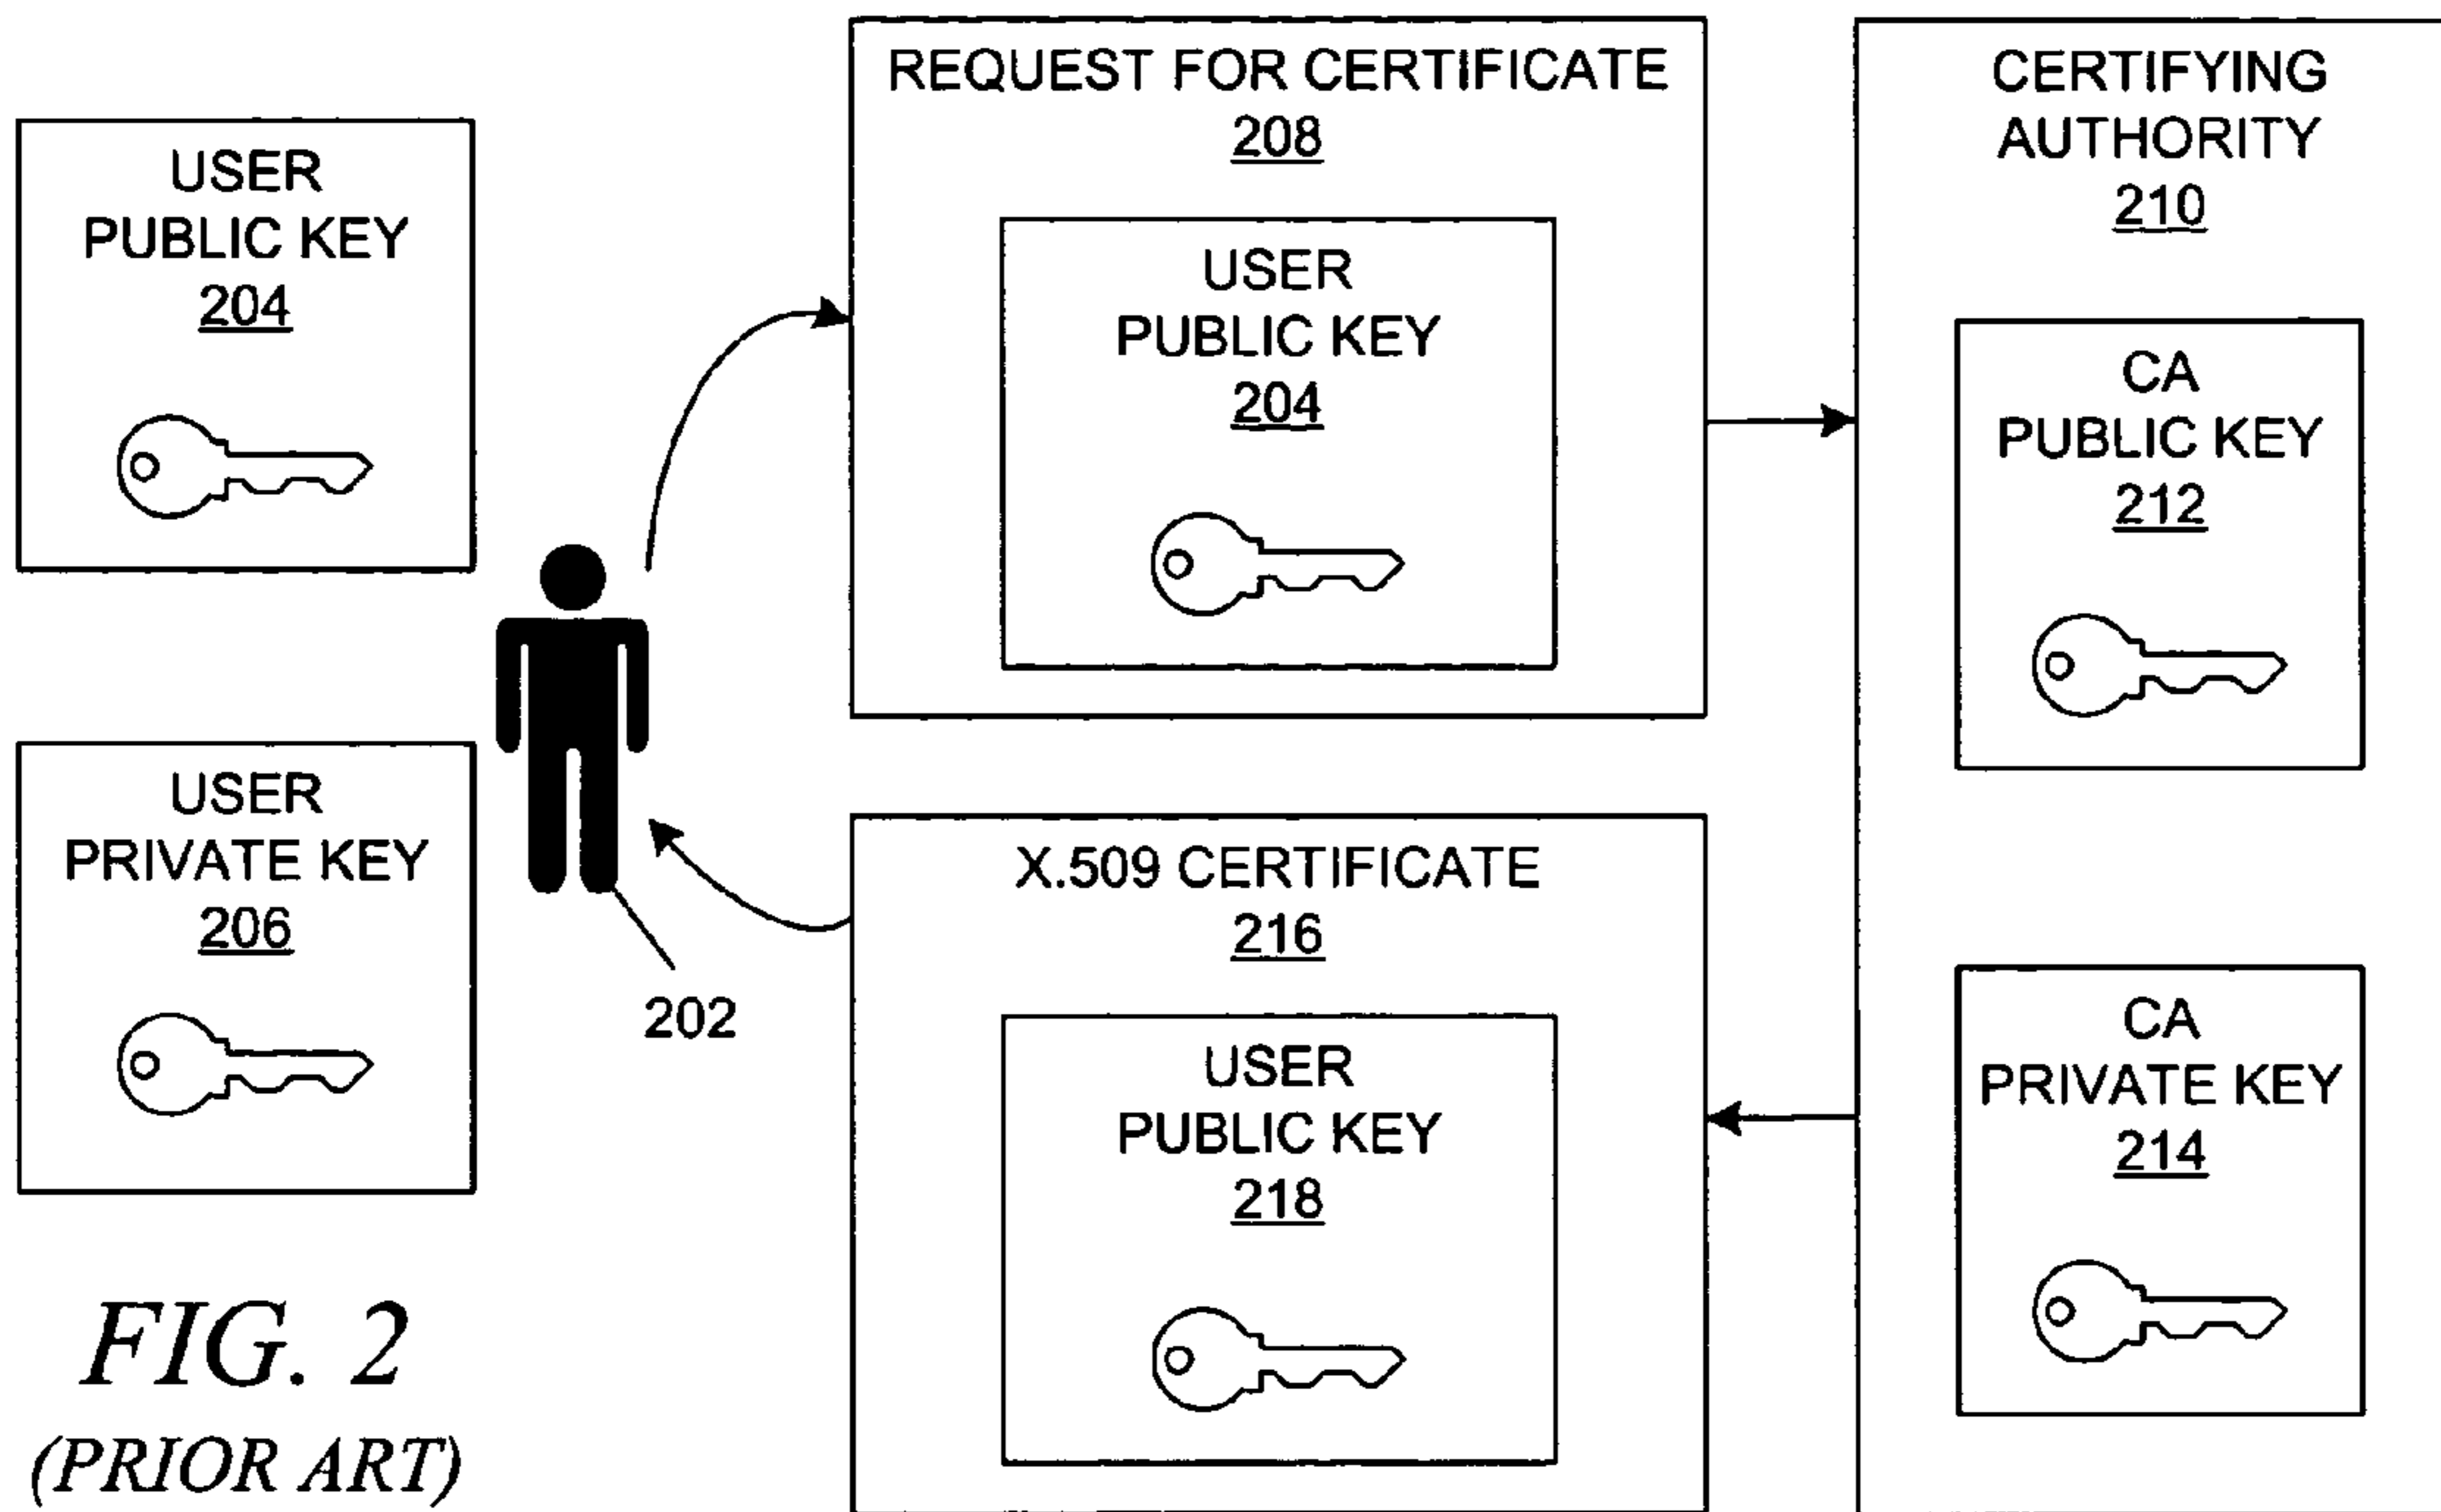 USER
PUBLIC KEY
204
USER
PRIVATE KEY
206
202
REQUEST FOR CERTIFICATE
208
USER
PUBLIC KEY
204
X.509 CERTIFICATE
216
USER
PUBLIC KEY
218
CERTIFYING
AUTHORITY
210
CA
PUBLIC KEY
212
CA
PRIVATE KEY
214
FIG. 2
(PRIOR ART)